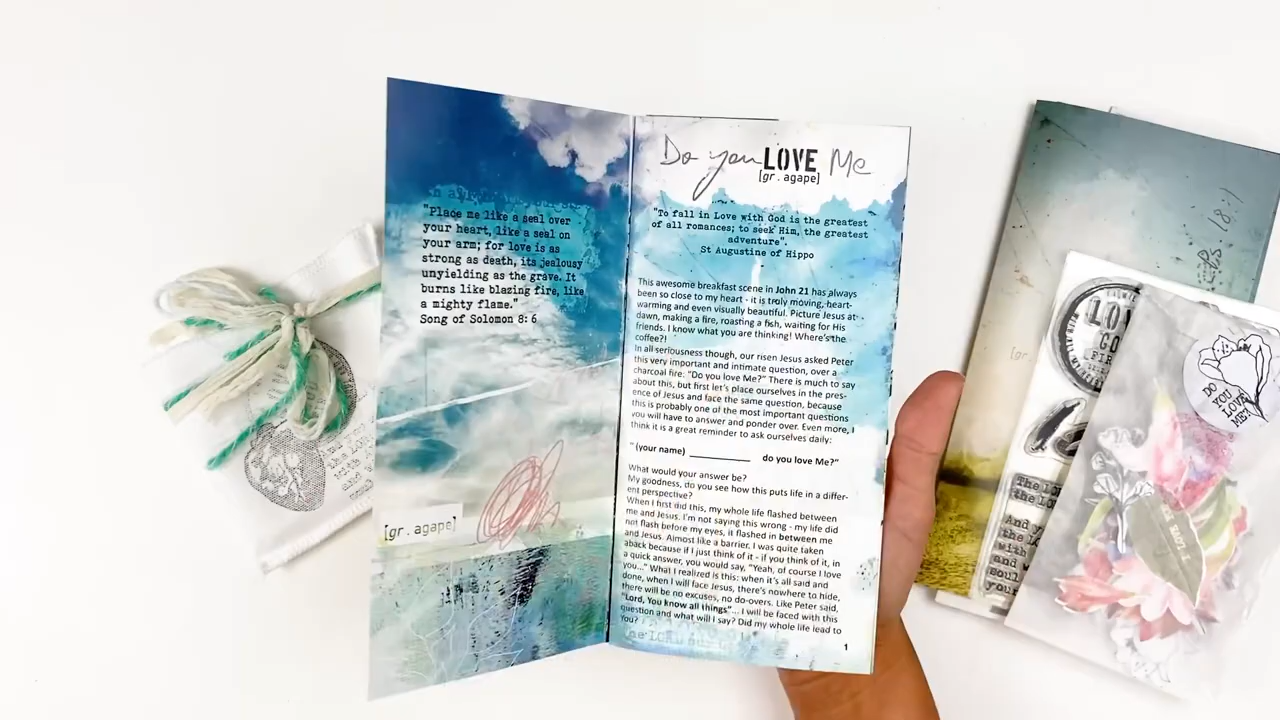 "Place me like a seal over
your heart, like a seal on
your arm; for love is as
strong as death, its jealousy
unyielding as the grave. It
burns like blazing fire, like
a mighty flame."
Song of Solomon 8: 6
[gr. agape]
Do you LOVE Me
[gr. agape]
"To fall in Love with God is the greatest
of all romances; to seek Him, the greatest
adventure".
St Augustine of Hippo
This awesome breakfast scene in John 21 has always
been so close to my heart - it is truly moving, heart-
warming and even visually beautiful. Picture Jesus at
dawn, making a fire, roasting a fish, waiting for His
friends. I know what you are thinking! Where's the
coffee?!
In all seriousness though, our risen Jesus asked Peter
this very important and intimate question, over a
charcoal fire: "Do you love Me?" There is much to say
about this, but first let's place ourselves in the pres-
ence of Jesus and face the same question, because
this is probably one of the most important questions
you will have to answer and ponder over. Even more, I
think it is a great reminder to ask ourselves daily:
"(your name) __________ do you love Me?"
What would your answer be?
My goodness, do you see how this puts life in a differ-
ent perspective?
When I first did this, my whole life flashed between
me and Jesus. I'm not saying this wrong - my life did
not flash before my eyes, it flashed in between me
and Jesus. Almost like a barrier. I was quite taken
aback because if I just think of it - if you think of it, in
a quick answer, you would say, "Yeah, of course I love
you..." What I realized is this: when it's all said and
done, when I will face Jesus, there's nowhere to hide,
there will be no excuses, no do-overs. Like Peter said,
"Lord, You know all things"... I will be faced with this
question and what will I say? Did my whole life lead to
You?
1
Ps 18:1
[gr.
DO
YOU
LOVE
ME?
The Lo
the Lo
And y
the L
with
and w
soul
your